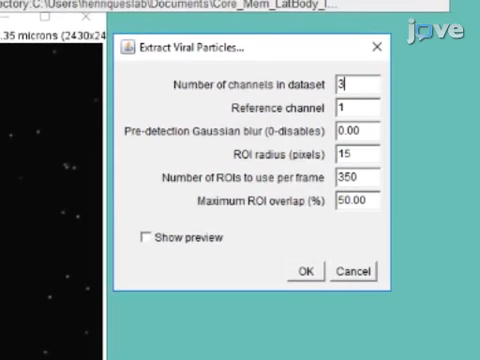 ectory:C:\Users\henriqueslab\Documents\Core_Mem_LatBody_I...
.35 microns (2430x24
jove
Extract Viral Particles...
Number of channels in dataset 3
Reference channel 1
Pre-detection Gaussian blur (0-disables) 0.00
ROI radius (pixels) 15
Number of ROIs to use per frame 350
Maximum ROI overlap (%) 50.00
Show preview
OK Cancel